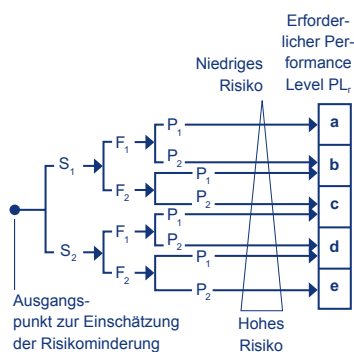 Erforder-
licher Per-
formance
Level PLr
Niedriges
Risiko
P1
a
F1
S1
P2
b
P1
F2
P2
c
P1
F1
S2
P2
d
P1
F2
P2
e
Ausgangs-
punkt zur Einschätzung
der Risikominderung
Hohes
Risiko